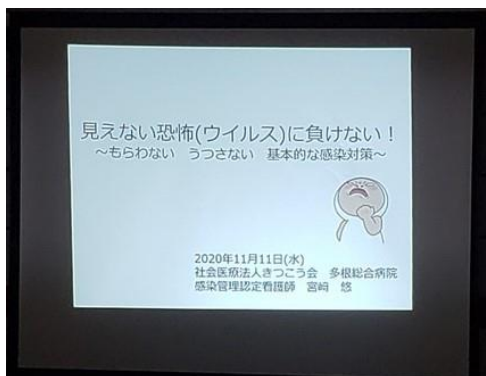 見えない恐怖(ウイルス)に負けない！
～もらわない　うつさない　基本的な感染対策～
2020年11月11日(水)
社会医療法人きつこう会　多根総合病院
感染管理認定看護師　宮﨑　悠